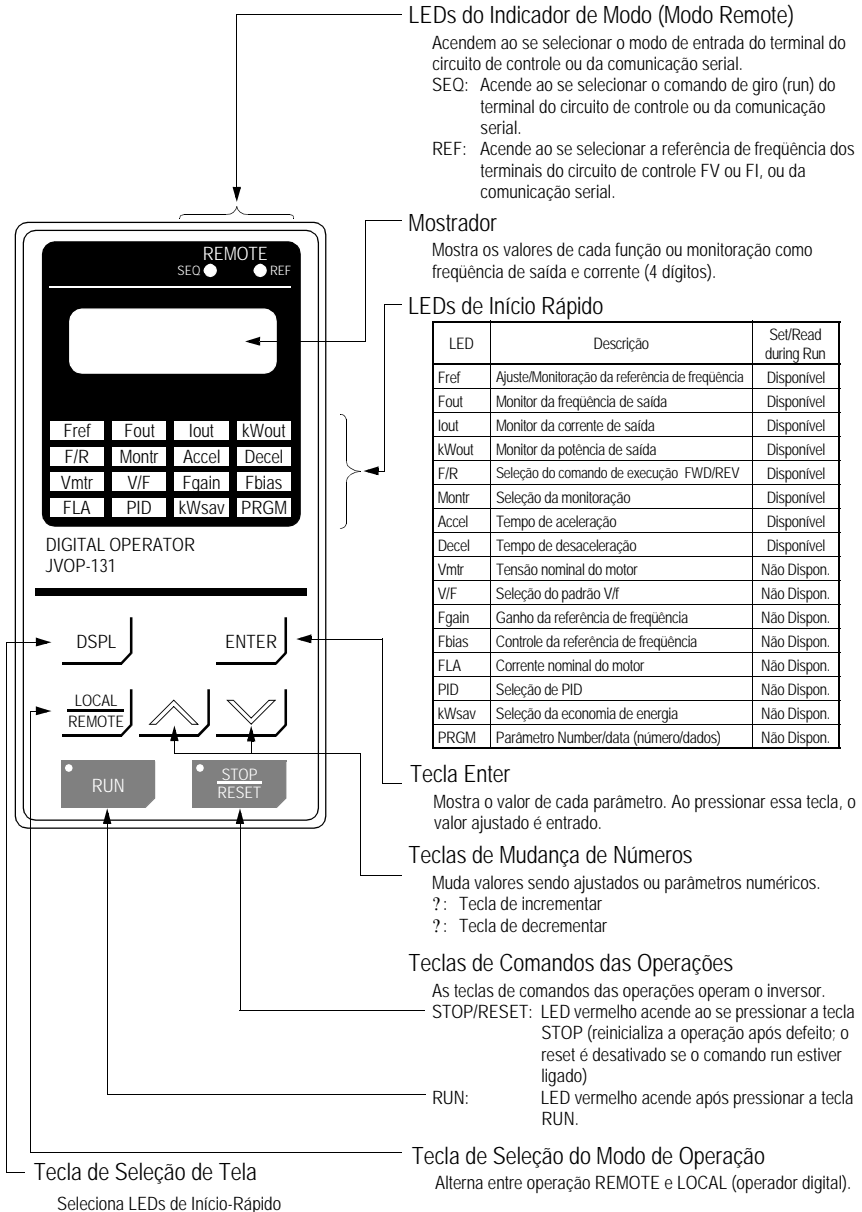 LEDs do Indicador de Modo (Modo Remote)
Acendem ao se selecionar o modo de entrada do terminal do
circuito de controle ou da comunicação serial.
SEQ: Acende ao se selecionar o comando de giro (run) do
terminal do circuito de controle ou da comunicação
serial.
REF: Acende ao se selecionar a referência de freqüência dos
terminais do circuito de controle FV ou FI, ou da
comunicação serial.
Mostrador
Mostra os valores de cada função ou monitoração como
freqüência de saída e corrente (4 dígitos).
REMOTE
SEQ REF
Fref Fout Iout kWout
F/R Montr Accel Decel
Vmtr V/F Fgain Fbias
FLA PID kWsav PRGM
DIGITAL OPERATOR
JVOP-131
DSPL ENTER
LOCAL
REMOTE
RUN
STOP
RESET
LEDs de Início Rápido
LED Descrição Set/Read
during Run
Fref Ajuste/Monitoração da referência de freqüência Disponível
Fout Monitor da freqüência de saída Disponível
Iout Monitor da corrente de saída Disponível
kWout Monitor da potência de saída Disponível
F/R Seleção do comando de execução FWD/REV Disponível
Montr Seleção da monitoração Disponível
Accel Tempo de aceleração Disponível
Decel Tempo de desaceleração Disponível
Vmtr Tensão nominal do motor Não Dispon.
V/F Seleção do padrão V/f Não Dispon.
Fgain Ganho da referência de freqüência Não Dispon.
Fbias Controle da referência de freqüência Não Dispon.
FLA Corrente nominal do motor Não Dispon.
PID Seleção de PID Não Dispon.
kWsav Seleção da economia de energia Não Dispon.
PRGM Parâmetro Number/data (número/dados) Não Dispon.
Tecla Enter
Mostra o valor de cada parâmetro. Ao pressionar essa tecla, o
valor ajustado é entrado.
Teclas de Mudança de Números
Muda valores sendo ajustados ou parâmetros numéricos.
?: Tecla de incrementar
?: Tecla de decrementar
Teclas de Comandos das Operações
As teclas de comandos das operações operam o inversor.
STOP/RESET: LED vermelho acende ao se pressionar a tecla
STOP (reinicializa a operação após defeito; o
reset é desativado se o comando run estiver
ligado)
RUN: LED vermelho acende após pressionar a tecla
RUN.
Tecla de Seleção do Modo de Operação
Alterna entre operação REMOTE e LOCAL (operador digital).
Tecla de Seleção de Tela
Seleciona LEDs de Início-Rápido